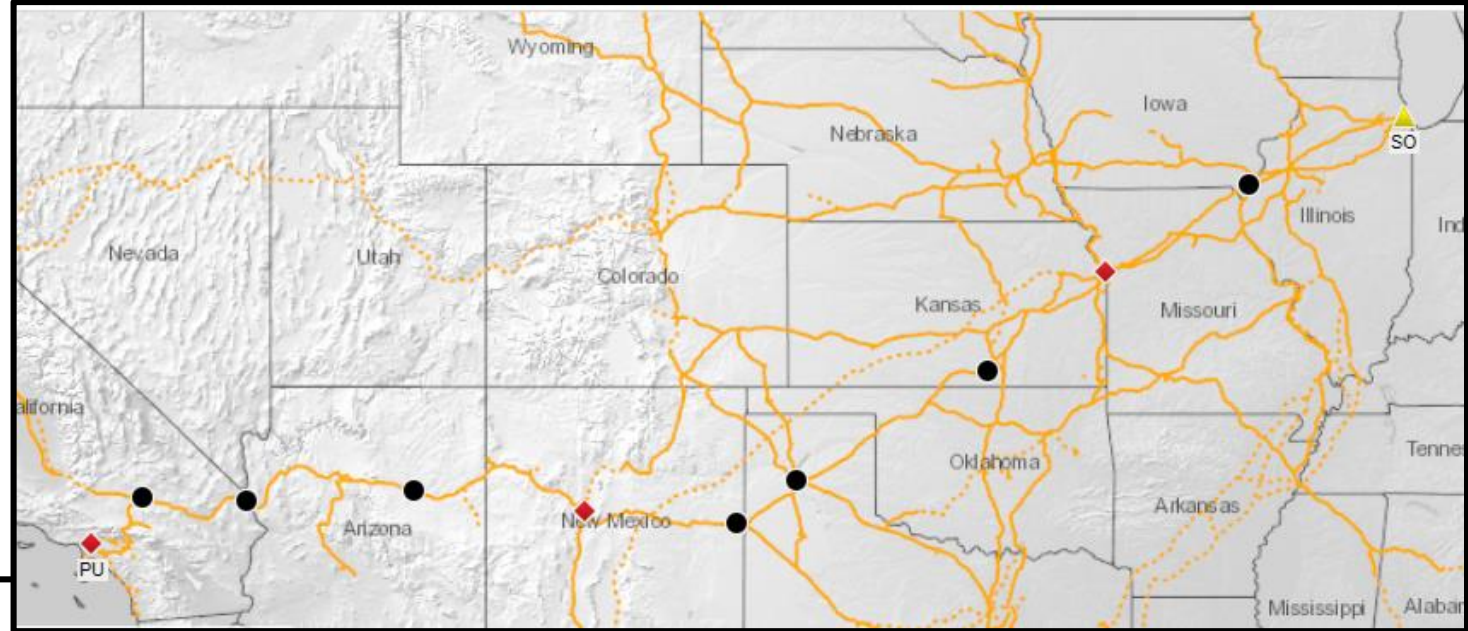 Wyoming
Iowa
Nebraska
SO
Illinois
Ind
Nevada
Utah
Colorado
Kansas
Missouri
alifornia
Tennes
Oklahoma
Arkansas
New Mexico
Arizona
PU
Mississippi
Alabar